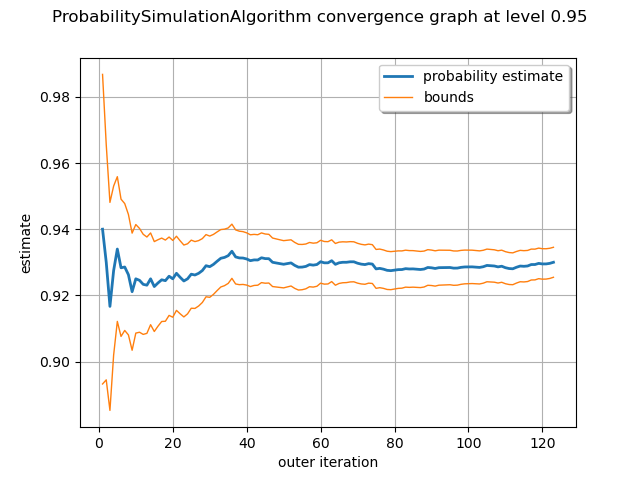 ProbabilitySimulationAlgorithm convergence graph at level 0.95
probability estimate
bounds
0.98
0.96
0.94
0.92
0.90
estimate
0
20
40
60
80
100
120
outer iteration